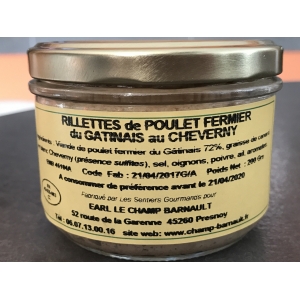 RILLETTES de POULET FERMIER
du GATINAIS au CHEVERNY
Viande de poulet fermier du Gâtinais 72%, graisse de canard
Cheverny (présence sulfites), sel, oignons, poivre, ail, aromates
Code Fab : 21/04/2017G/A Poids Net : 200 Grs
A consommer de préférence avant le 21/04/2020
Fabriqué par Les Sentiers Gourmands pour
EARL LE CHAMP BARNAULT
52 route de la Garenne 45260 Presnoy
Tél : 06.87.13.00.16 site web: www.champ-barnault.fr